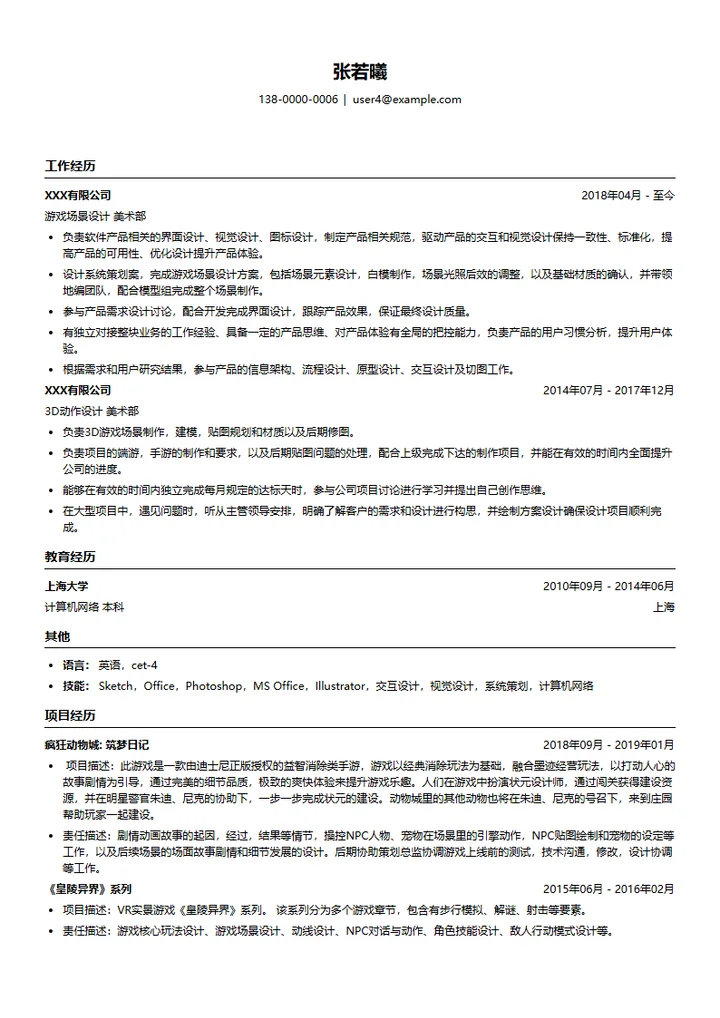 张若曦
138-0000-0006 | user4@example.com
工作经历
XXX有限公司 2018年04月 - 至今
游戏场景设计 美术部
• 负责软件产品相关的界面设计、视觉设计、图标设计，制定产品相关规范，驱动产品的交互和视觉设计保持一致性、标准化，提
高产品的可用性、优化设计提升产品体验。
• 设计系统策划案，完成游戏场景设计方案，包括场景元素设计，白模制作，场景光照后效的调整，以及基础材质的确认，并带领
地编团队，配合模型组完成整个场景制作。
• 参与产品需求设计讨论，配合开发完成界面设计，跟踪产品效果，保证最终设计质量。
• 有独立对接整块业务的工作经验、具备一定的产品思维、对产品体验有全局的把控能力，负责产品的用户习惯分析，提升用户体
验。
• 根据需求和用户研究结果，参与产品的信息架构、流程设计、原型设计、交互设计及切图工作。
XXX有限公司 2014年07月 - 2017年12月
3D动作设计 美术部
• 负责3D游戏场景制作，建模，贴图规划和材质以及后期修图。
• 负责项目的端游，手游的制作和要求，以及后期贴图问题的处理，配合上级完成下达的制作项目，并能在有效的时间内全面提升
公司的进度。
• 能够在有效的时间内独立完成每月规定的达标天时，参与公司项目讨论进行学习并提出自己创作思维。
• 在大型项目中，遇见问题时，听从主管领导安排，明确了解客户的需求和设计进行构思，并绘制方案设计确保设计项目顺利完
成。
教育经历
上海大学 2010年09月 - 2014年06月
计算机网络 本科 上海
其他
• 语言： 英语，cet-4
• 技能： Sketch，Office，Photoshop，MS Office，Illustrator，交互设计，视觉设计，系统策划，计算机网络
项目经历
疯狂动物城: 筑梦日记 2018年09月 - 2019年01月
• 项目描述：此游戏是一款由迪士尼正版授权的益智消除类手游，游戏以经典消除玩法为基础，融合墨迹经营玩法，以打动人心的
故事剧情为引导，通过完美的细节品质，极致的爽快体验来提升游戏乐趣。人们在游戏中扮演状元设计师，通过闯关获得建设资
源，并在明星警官朱迪、尼克的协助下，一步一步完成状元的建设。动物城里的其他动物也将在朱迪、尼克的号召下，来到庄园
帮助玩家一起建设。
• 责任描述：剧情动画故事的起因，经过，结果等情节，操控NPC人物、宠物在场景里的引擎动作，NPC贴图绘制和宠物的设定等
工作，以及后续场景的场面故事剧情和细节发展的设计。后期协助策划总监协调游戏上线前的测试，技术沟通，修改，设计协调
等工作。
《皇陵异界》系列 2015年06月 - 2016年02月
• 项目描述：VR实景游戏《皇陵异界》系列。 该系列分为多个游戏章节，包含有步行模拟、解谜、射击等要素。
• 责任描述：游戏核心玩法设计、游戏场景设计、动线设计、NPC对话与动作、角色技能设计、敌人行动模式设计等。